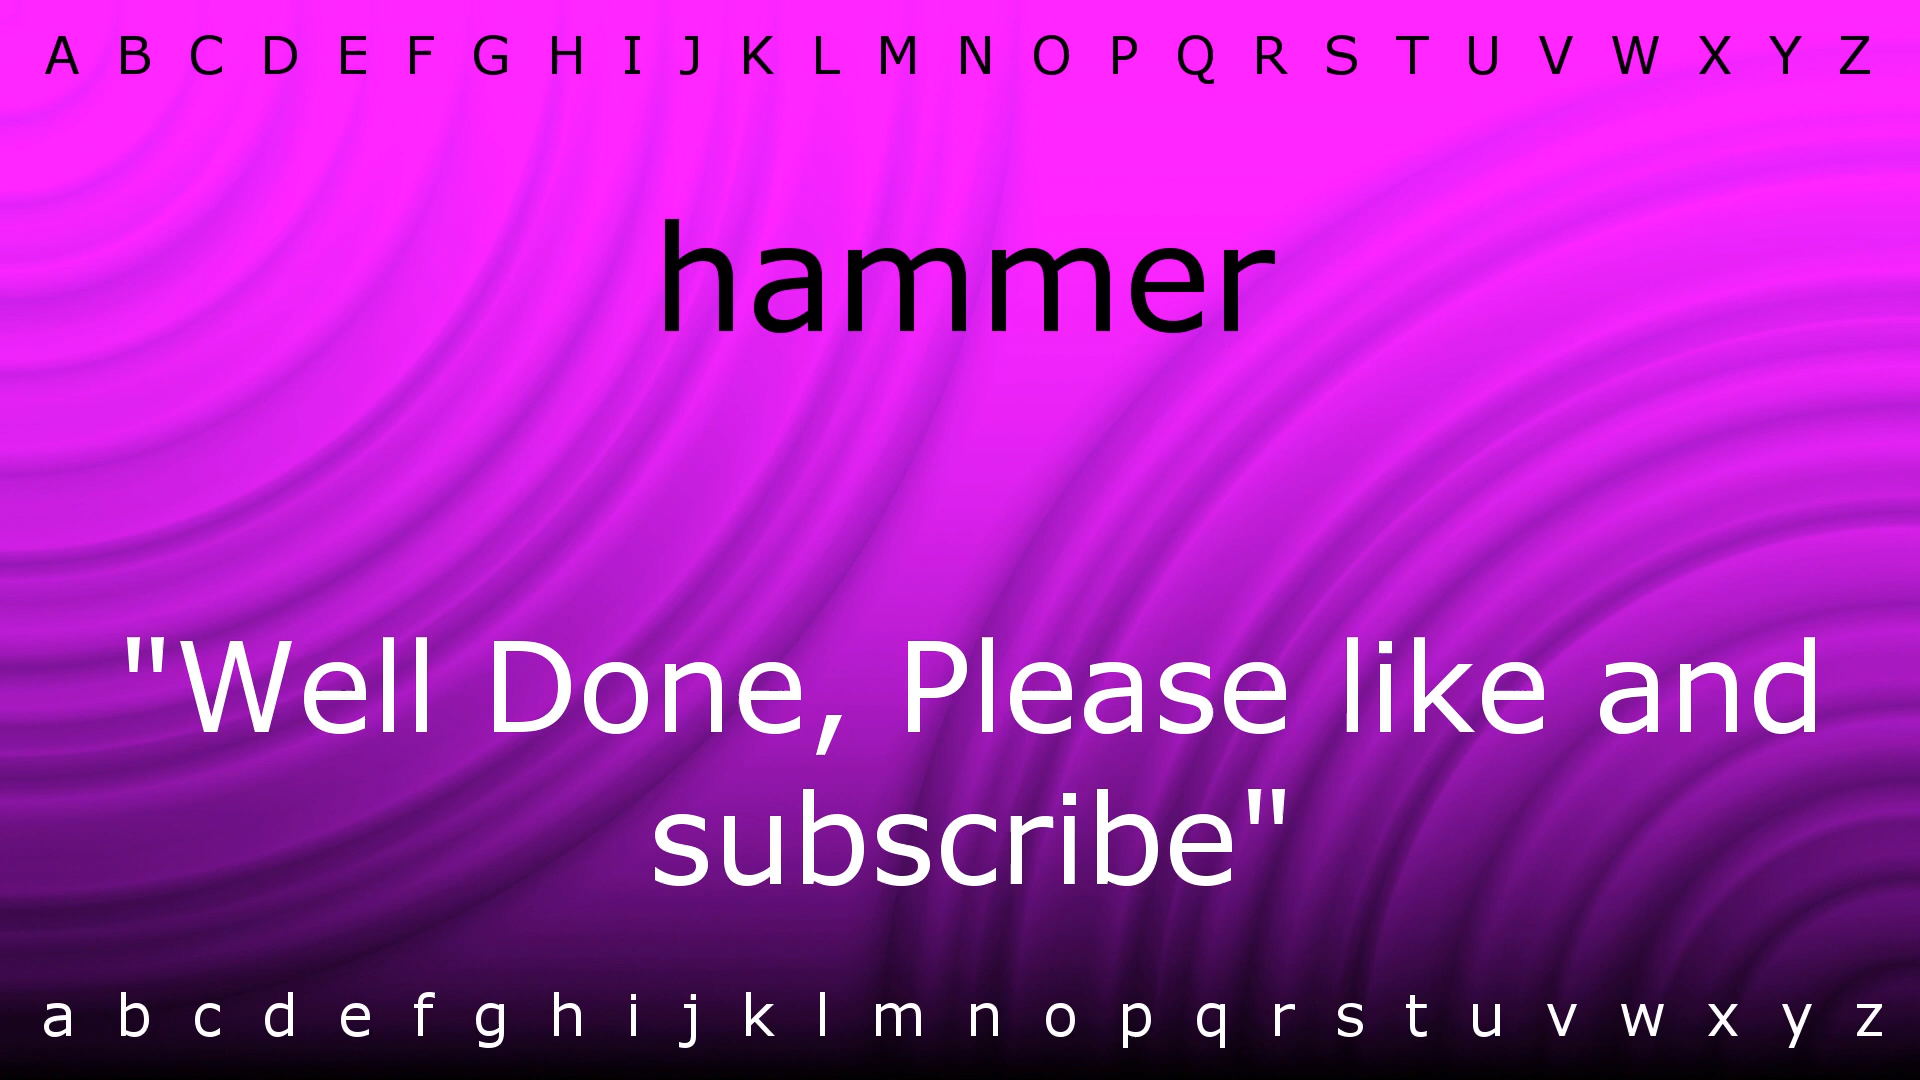 A B C D E F G H I J K L M N O P Q R S T U V W X Y Z
hammer
"Well Done, Please like and
subscribe"
a b c d e f g h i j k l m n o p q r s t u v w x y z